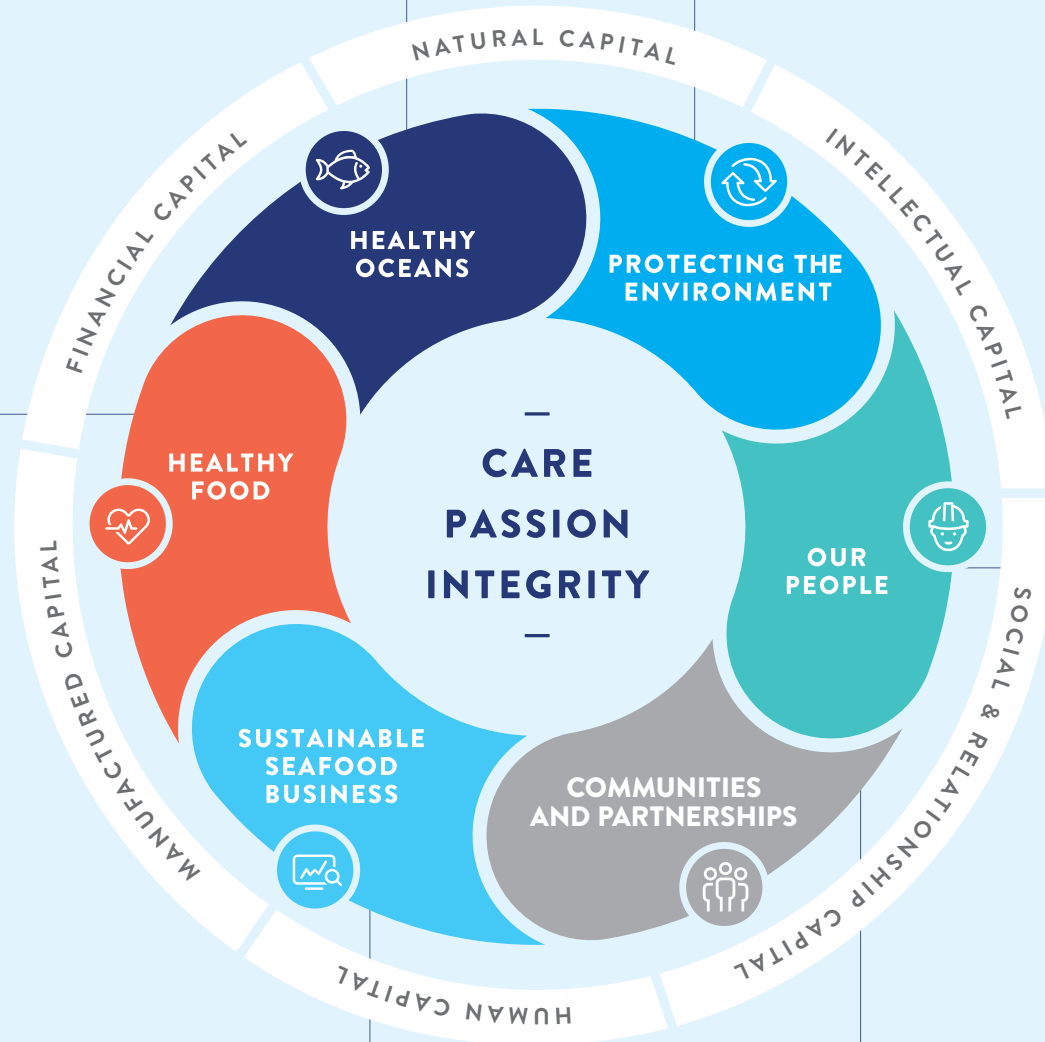 NATURAL CAPITAL
INTELLECTUAL CAPITAL
SOCIAL & RELATIONSHIP CAPITAL
HUMAN CAPITAL
MANUFACTURED CAPITAL
FINANCIAL CAPITAL
HEALTHY
OCEANS
PROTECTING THE
ENVIRONMENT
OUR
PEOPLE
COMMUNITIES
AND PARTNERSHIPS
SUSTAINABLE
SEAFOOD
BUSINESS
HEALTHY
FOOD
CARE
PASSION
INTEGRITY